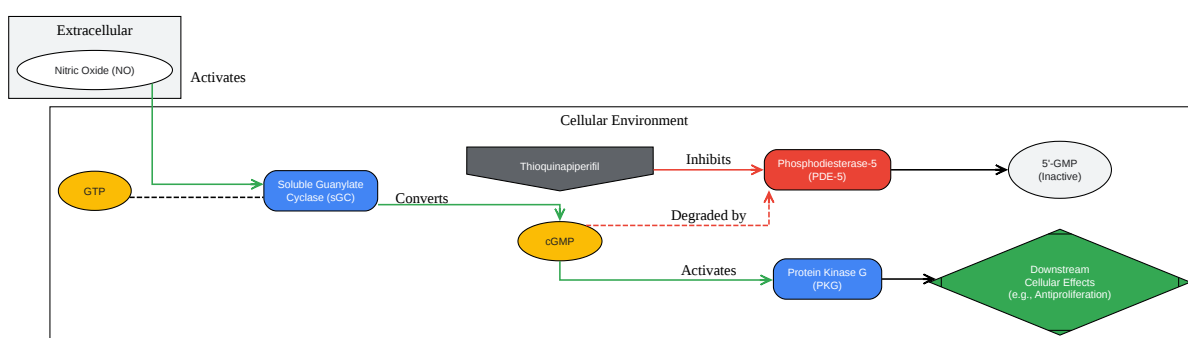 Extracellular
Nitric Oxide (NO)
Activates
Cellular Environment
GTP
Soluble Guanylate
Cyclase (sGC)
Converts
Thioquinapiperifil
Inhibits
Phosphodiesterase-5
(PDE-5)
5'-GMP
(Inactive)
Degraded by
cGMP
Activates
Protein Kinase G
(PKG)
Downstream
Cellular Effects
(e.g., Antiproliferation)